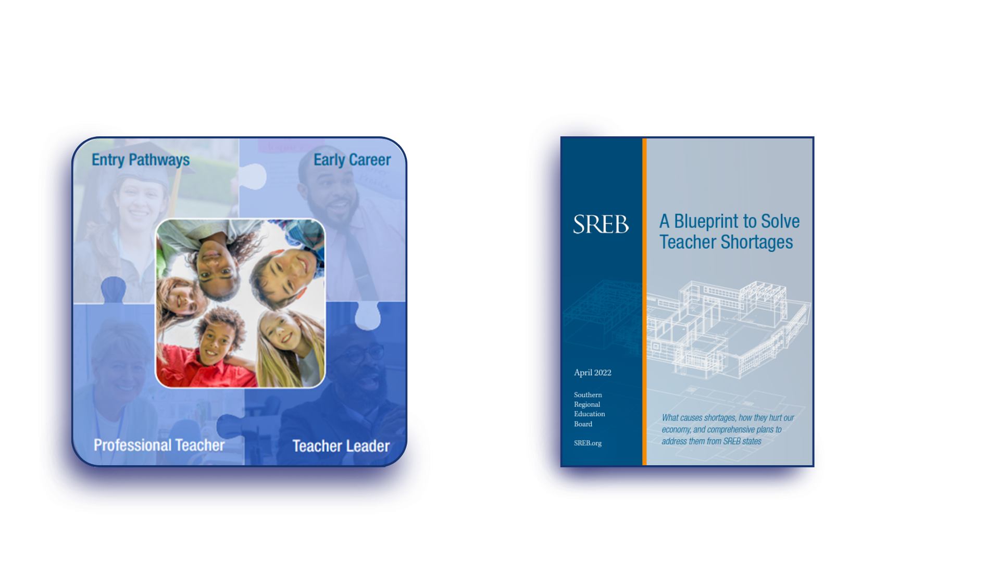 Entry Pathways
Early Career
Professional Teacher
Teacher Leader
SREB
A Blueprint to Solve
Teacher Shortages
April 2022
Southern
Regional
Education
Board
SREB.org
What causes shortages, how they hurt our
economy, and comprehensive plans to
address them from SREB states